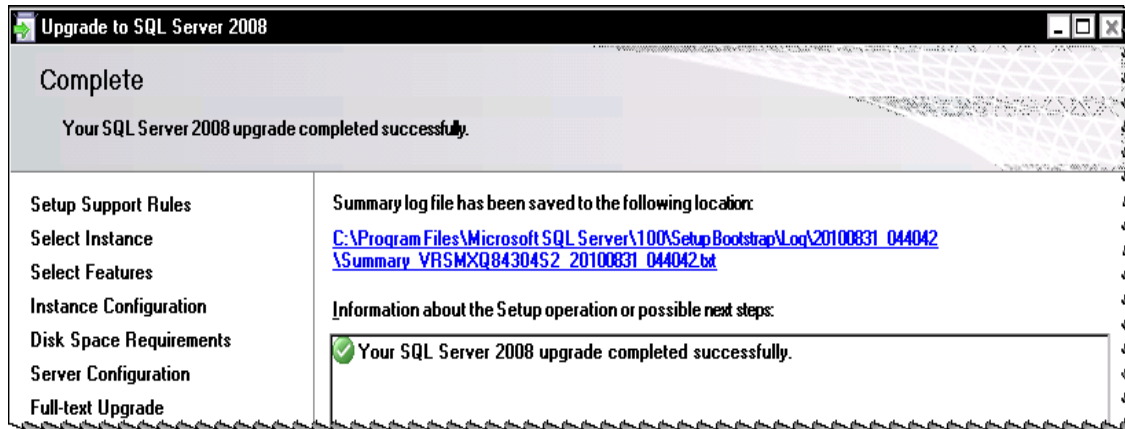 Upgrade to SQL Server 2008
Complete
Your SQL Server 2008 upgrade completed successfully.
Setup Support Rules
Select Instance
Select Features
Instance Configuration
Disk Space Requirements
Server Configuration
Full-text Upgrade
Summary log file has been saved to the following location:
C:\Program Files\Microsoft SQL Server\100\Setup Bootstrap\Log\20100831_044042
\Summary_VRSMXQ84304S2_20100831_044042.txt
Information about the Setup operation or possible next steps:
Your SQL Server 2008 upgrade completed successfully.